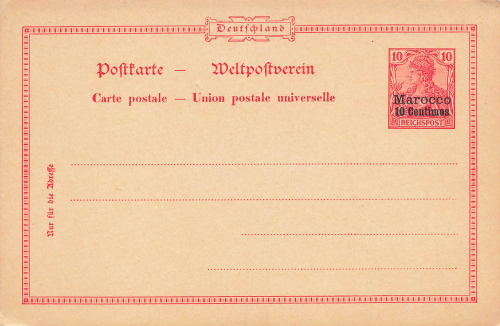 Deutschland
Postkarte — Weltpostverein
Carte postale — Union postale universelle
10 10
Marocco
10 Centimos
REICHSPOST
Nur für die Adresse